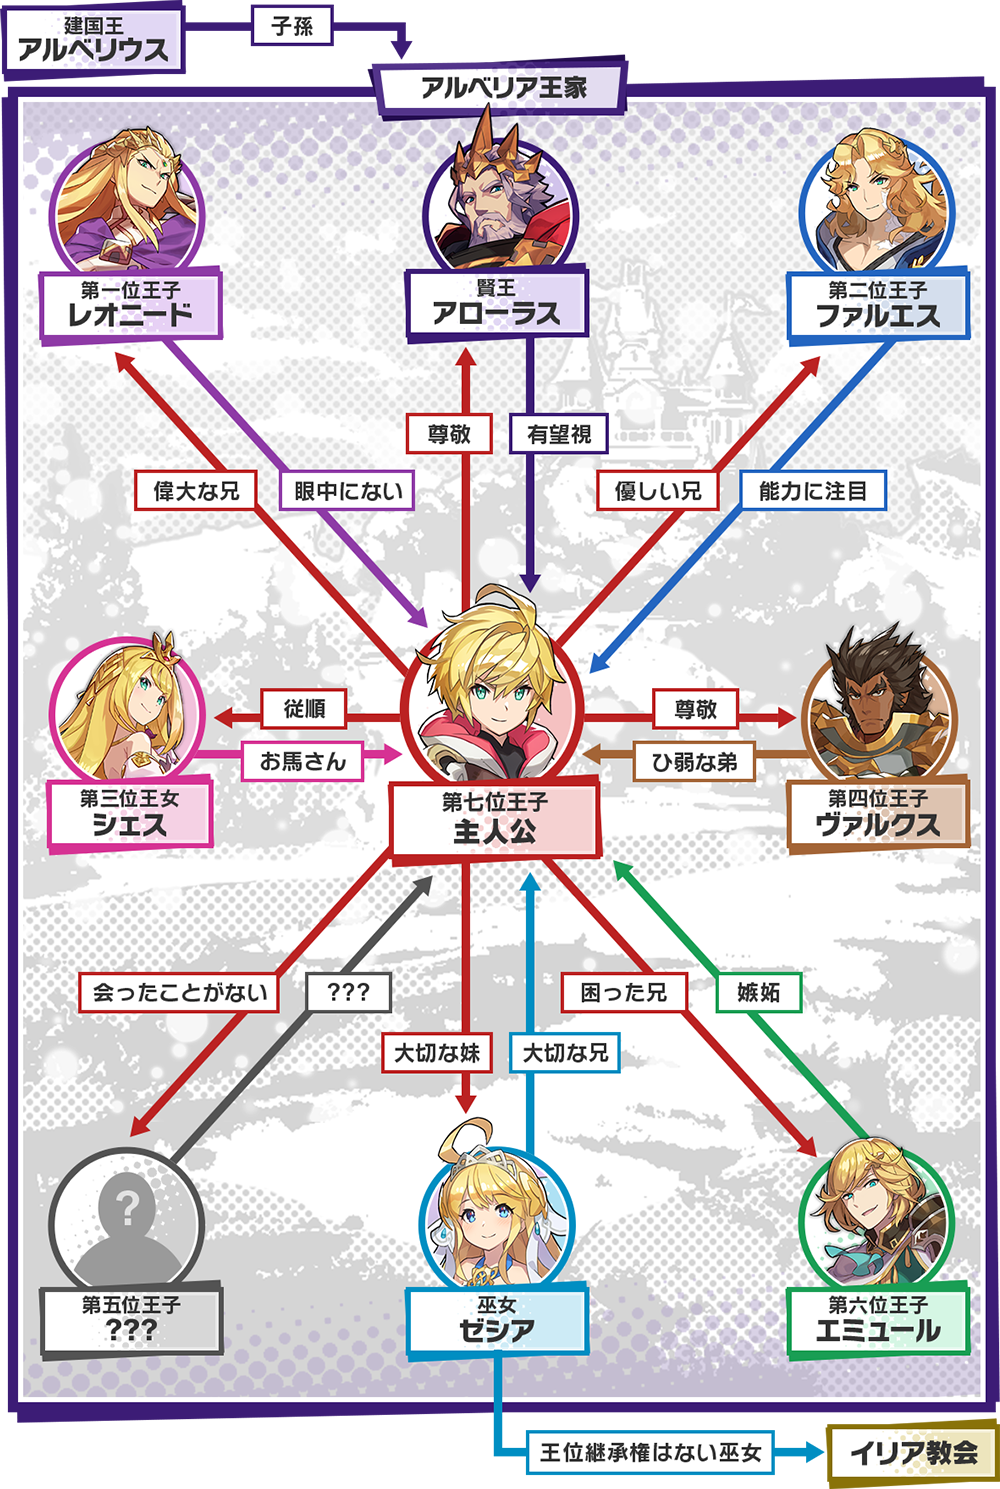 建国王
アルベリウス
子孫
アルベリア王家
第一位王子
レオニード
賢王
アローラス
第二位王子
ファルエス
尊敬
有望視
偉大な兄
眼中にない
優しい兄
能力に注目
従順
お馬さん
尊敬
ひ弱な弟
第三位王女
シェス
第七位王子
主人公
第四位王子
ヴァルクス
会ったことがない
???
困った兄
嫉妬
大切な妹
大切な兄
?
第五位王子
???
巫女
ゼシア
第六位王子
エミュール
王位継承権はない巫女
イリア教会